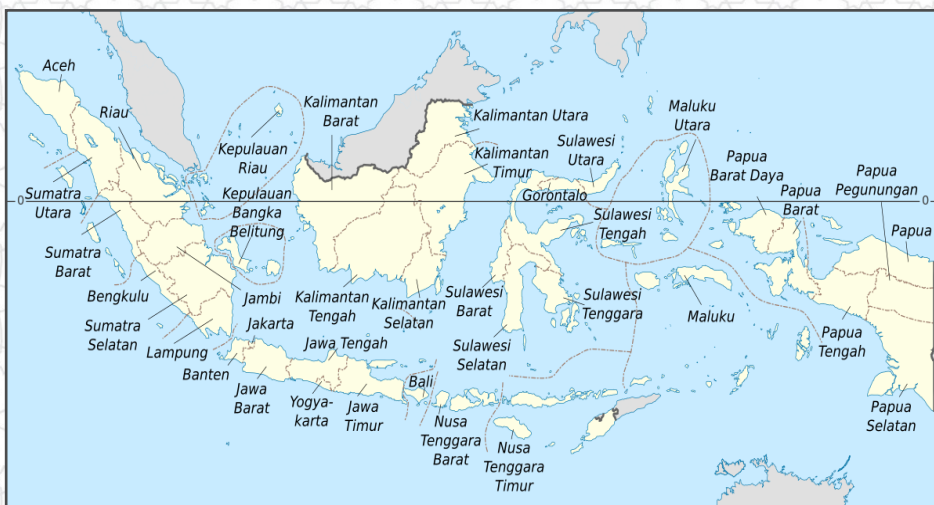 Aceh
Riau
Kepulauan
Riau
Kalimantan
Barat
Kalimantan Utara
Kalimantan
Timur
Sulawesi
Utara
Gorontalo
Maluku
Utara
Papua
Barat Daya
Papua
Barat
Papua
Pegunungan
Papua
Sumatra
Utara
Kepulauan
Bangka
Belitung
0
0
Sulawesi
Tengah
Sumatra
Barat
Bengkulu
Jambi
Kalimantan
Tengah
Kalimantan
Selatan
Sulawesi
Barat
Sulawesi
Tenggara
Maluku
Papua
Tengah
Sumatra
Selatan
Lampung
Jakarta
Jawa Tengah
Sulawesi
Selatan
Banten
Jawa
Barat
Yogya-
karta
Jawa
Timur
Bali
Nusa
Tenggara
Barat
Nusa
Tenggara
Timur
Papua
Selatan